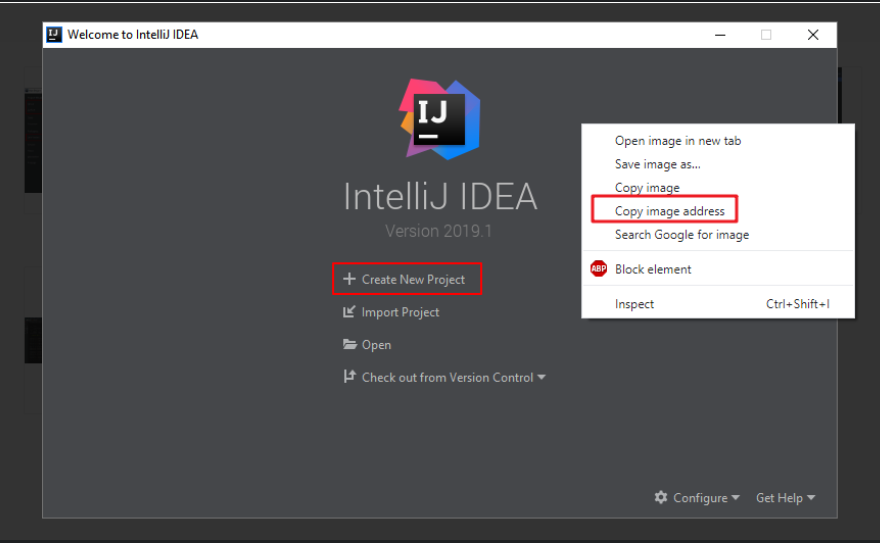 Welcome to IntelliJ IDEA
IJ
IntelliJ IDEA
Version 2019.1
Create New Project
Import Project
Open
Check out from Version Control
Configure
Get Help
Open image in new tab
Save image as...
Copy image
Copy image address
Search Google for image
ABP
Block element
Inspect Ctrl+Shift+I